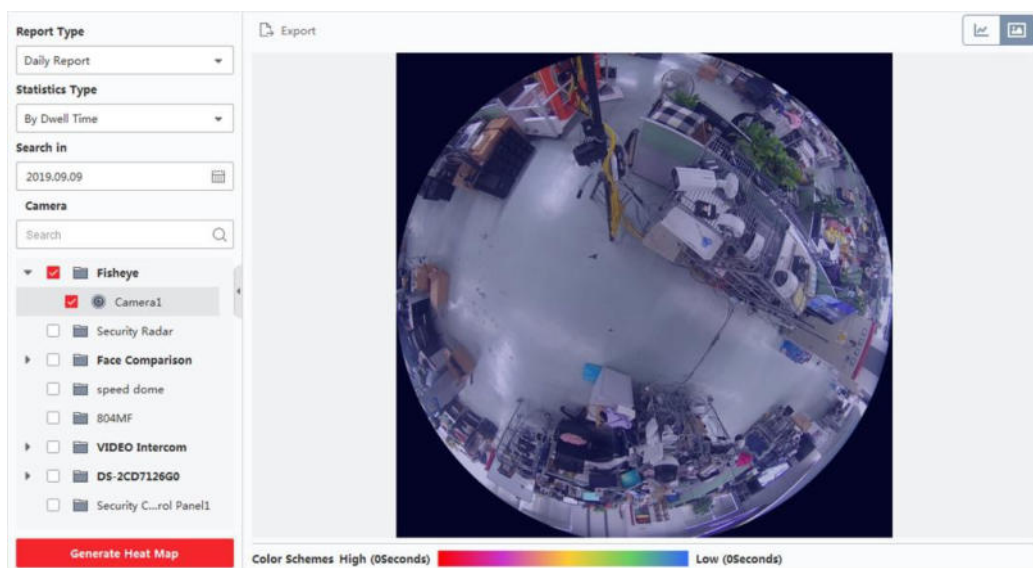 Report Type
Daily Report
Statistics Type
By Dwell Time
Search in
2019.09.09
Camera
Search
Fisheye
Camera1
Security Radar
Face Comparison
speed dome
804MF
VIDEO Intercom
DS-2CD7126G0
Security C...rol Panel1
Generate Heat Map
Export
Color Schemes High (0Seconds) Low (0Seconds)